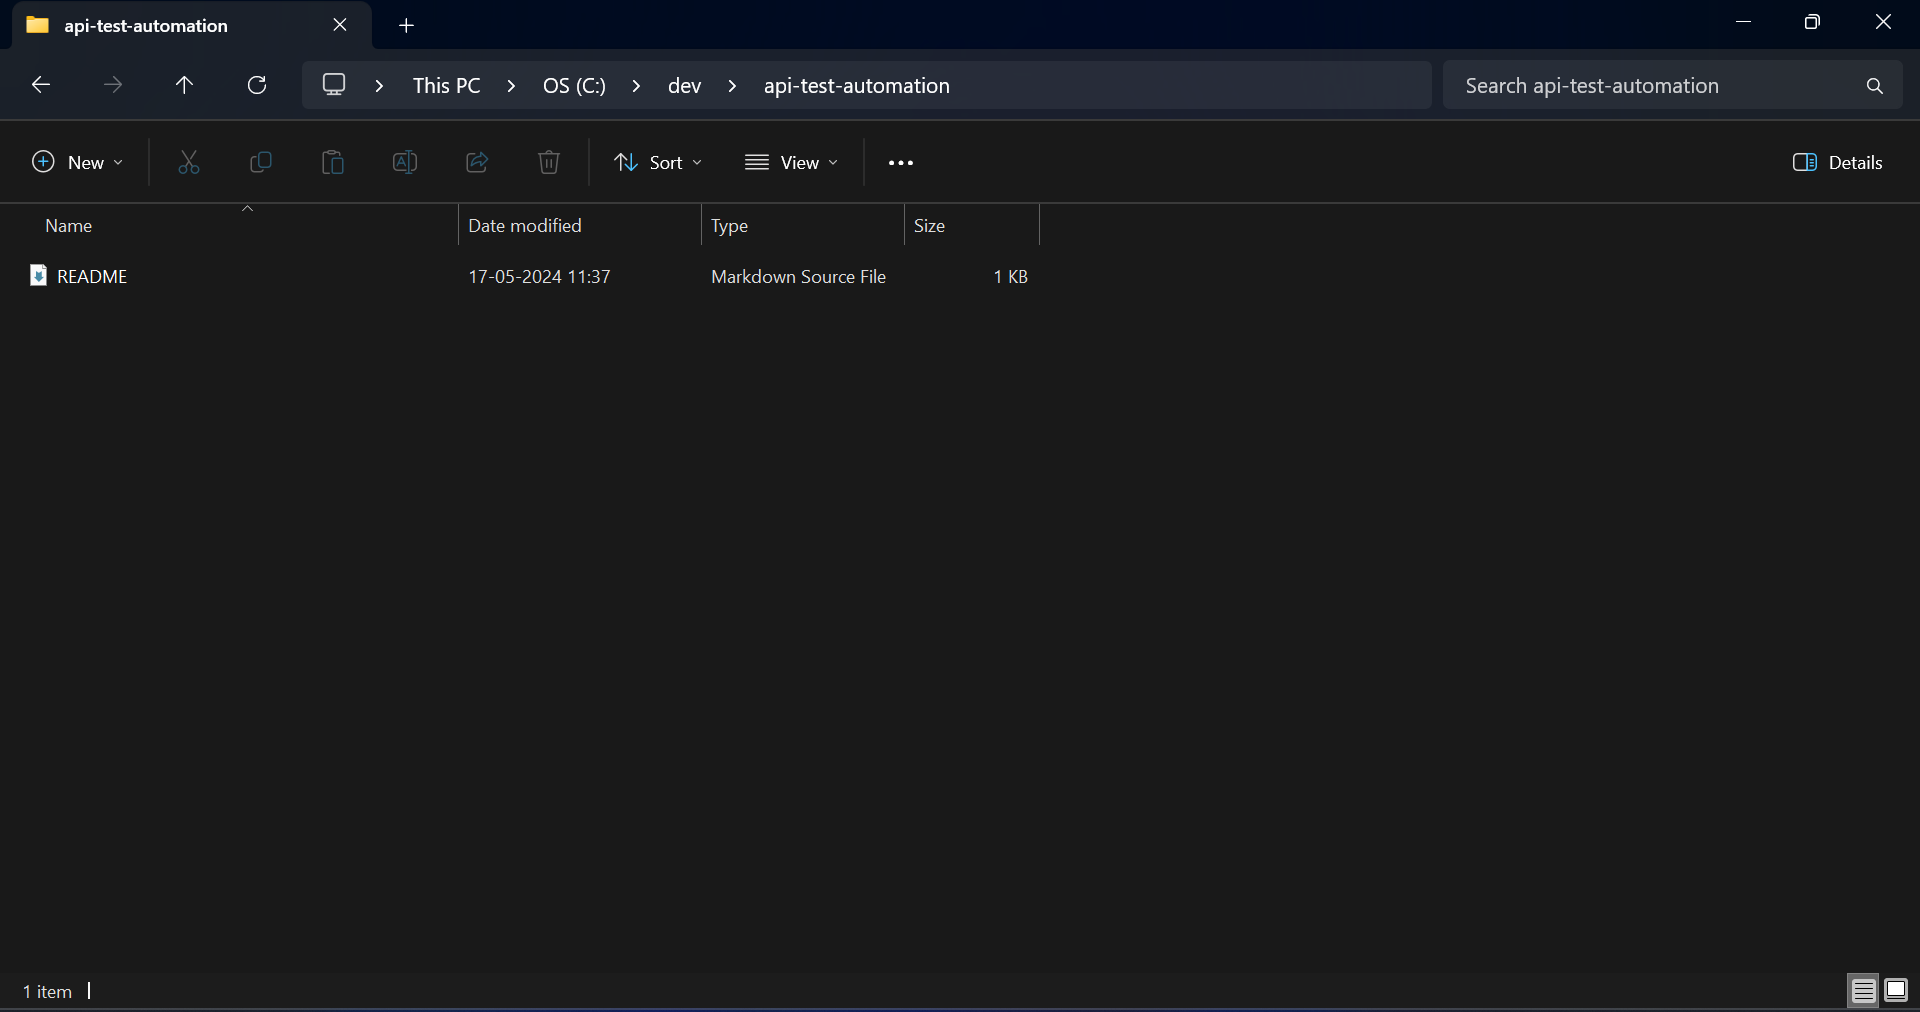 api-test-automation
This PC > OS (C:) > dev > api-test-automation
Search api-test-automation
New
Sort
View
Details
Name Date modified Type Size
README 17-05-2024 11:37 Markdown Source File 1 KB
1 item